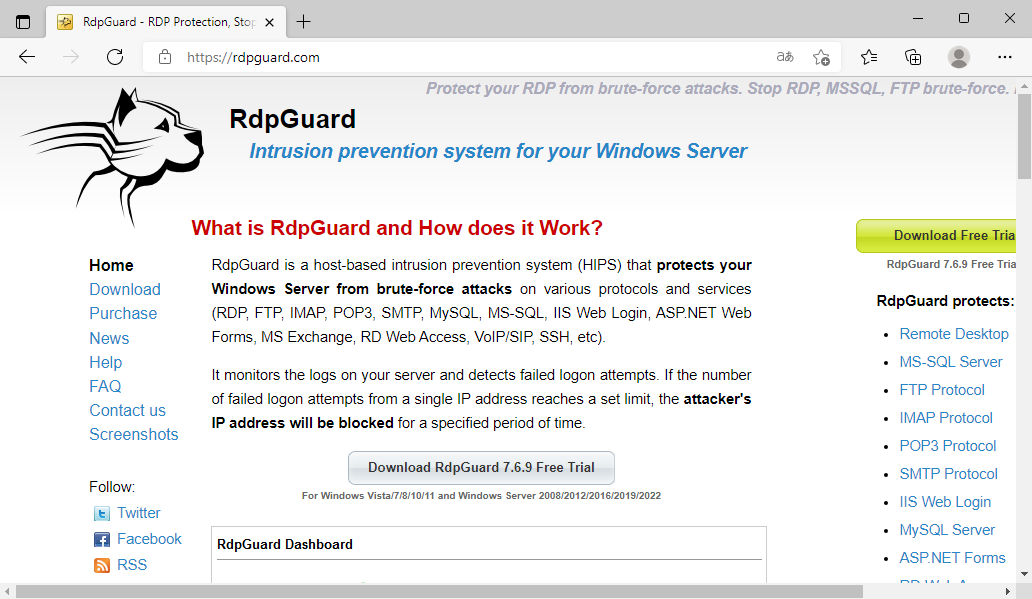 RdpGuard - RDP Protection, Stop
https://rdpguard.com
ああ
Protect your RDP from brute-force attacks. Stop RDP, MSSQL, FTP brute-force.
RdpGuard
Intrusion prevention system for your Windows Server
What is RdpGuard and How does it Work?
Home
Download
Purchase
News
Help
FAQ
Contact us
Screenshots
Follow:
Twitter
Facebook
RSS
RdpGuard is a host-based intrusion prevention system (HIPS) that protects your
Windows Server from brute-force attacks on various protocols and services
(RDP, FTP, IMAP, POP3, SMTP, MySQL, MS-SQL, IIS Web Login, ASP.NET Web
Forms, MS Exchange, RD Web Access, VoIP/SIP, SSH, etc).
It monitors the logs on your server and detects failed logon attempts. If the number
of failed logon attempts from a single IP address reaches a set limit, the attacker's
IP address will be blocked for a specified period of time.
Download RdpGuard 7.6.9 Free Trial
For Windows Vista/7/8/10/11 and Windows Server 2008/2012/2016/2019/2022
RdpGuard Dashboard
Download Free Tria
RdpGuard 7.6.9 Free Tria
RdpGuard protects:
Remote Desktop
MS-SQL Server
FTP Protocol
IMAP Protocol
POP3 Protocol
SMTP Protocol
IIS Web Login
MySQL Server
ASP.NET Forms